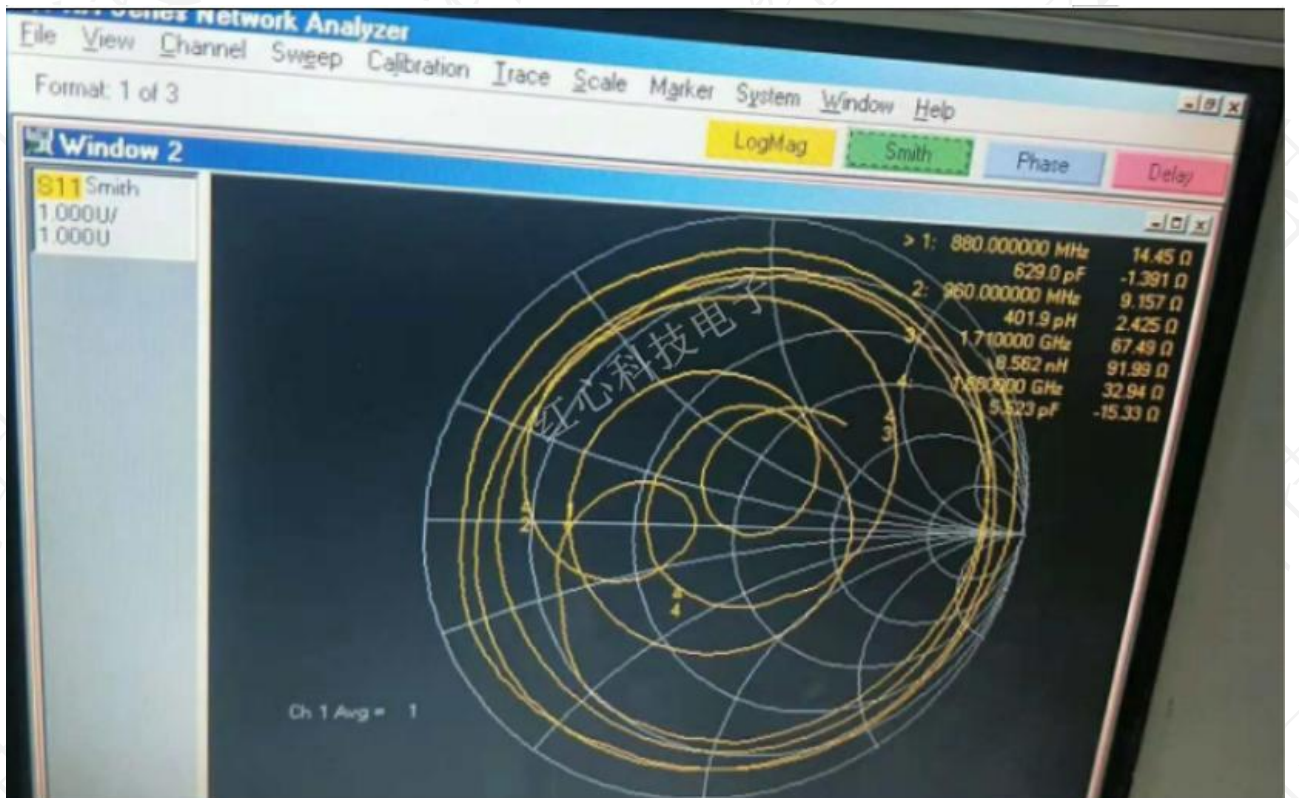 Series Network Analyzer
File View Channel Sweep Calibration Trace Scale Marker System Window Help
Format: 1 of 3
LogMag Smith Phase Delay
Window 2
S11 Smith
1.000U/
1.000U
> 1: 880.000000 MHz 14.45 Ω
629.0 pF -1.391 Ω
2: 960.000000 MHz 9.157 Ω
401.9 pH 2.425 Ω
3: 1.710000 GHz 67.49 Ω
8.562 nH 91.99 Ω
4: GHz 32.94 Ω
5.523 pF -15.33 Ω
红心科技电子
3
2
1
4
Ch 1 Avg = 1